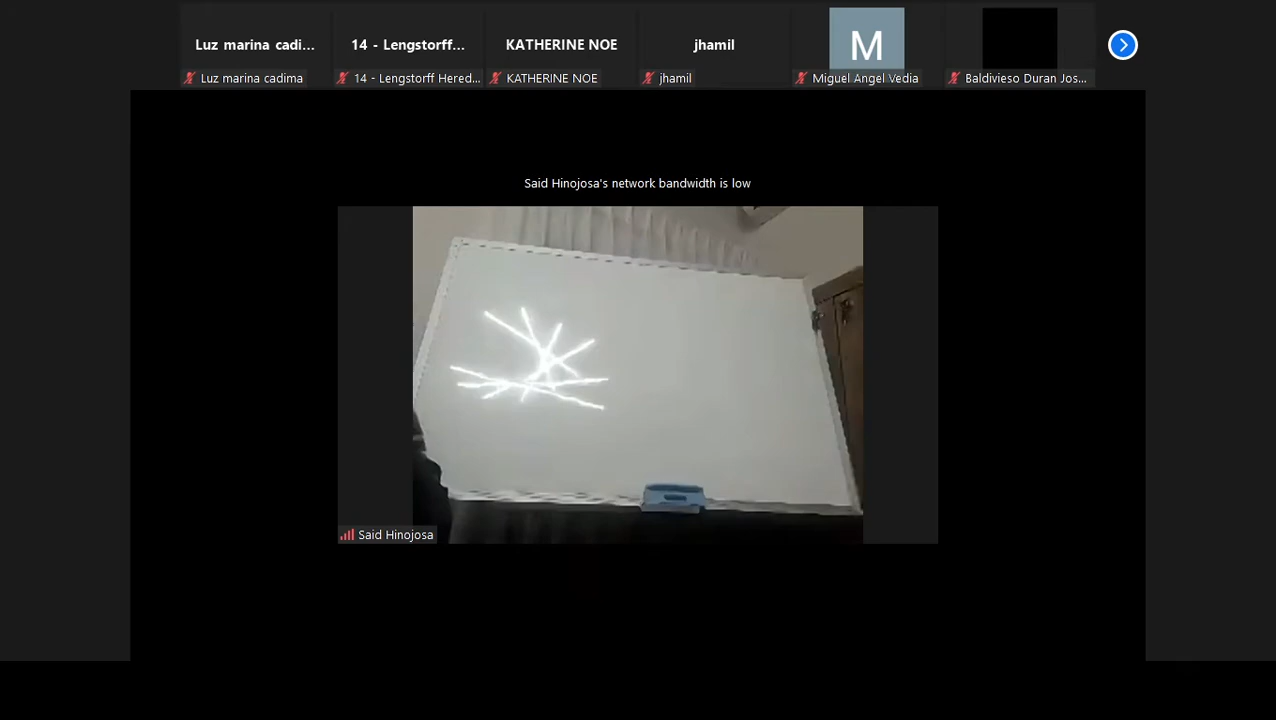 Luz marina cadi...
14 - Lengstorff...
KATHERINE NOE
jhamil
M
Luz marina cadima
14 - Lengstorff Hered...
KATHERINE NOE
jhamil
Miguel Angel Vedia
Baldivieso Duran Jos...
Said Hinojosa's network bandwidth is low
Said Hinojosa